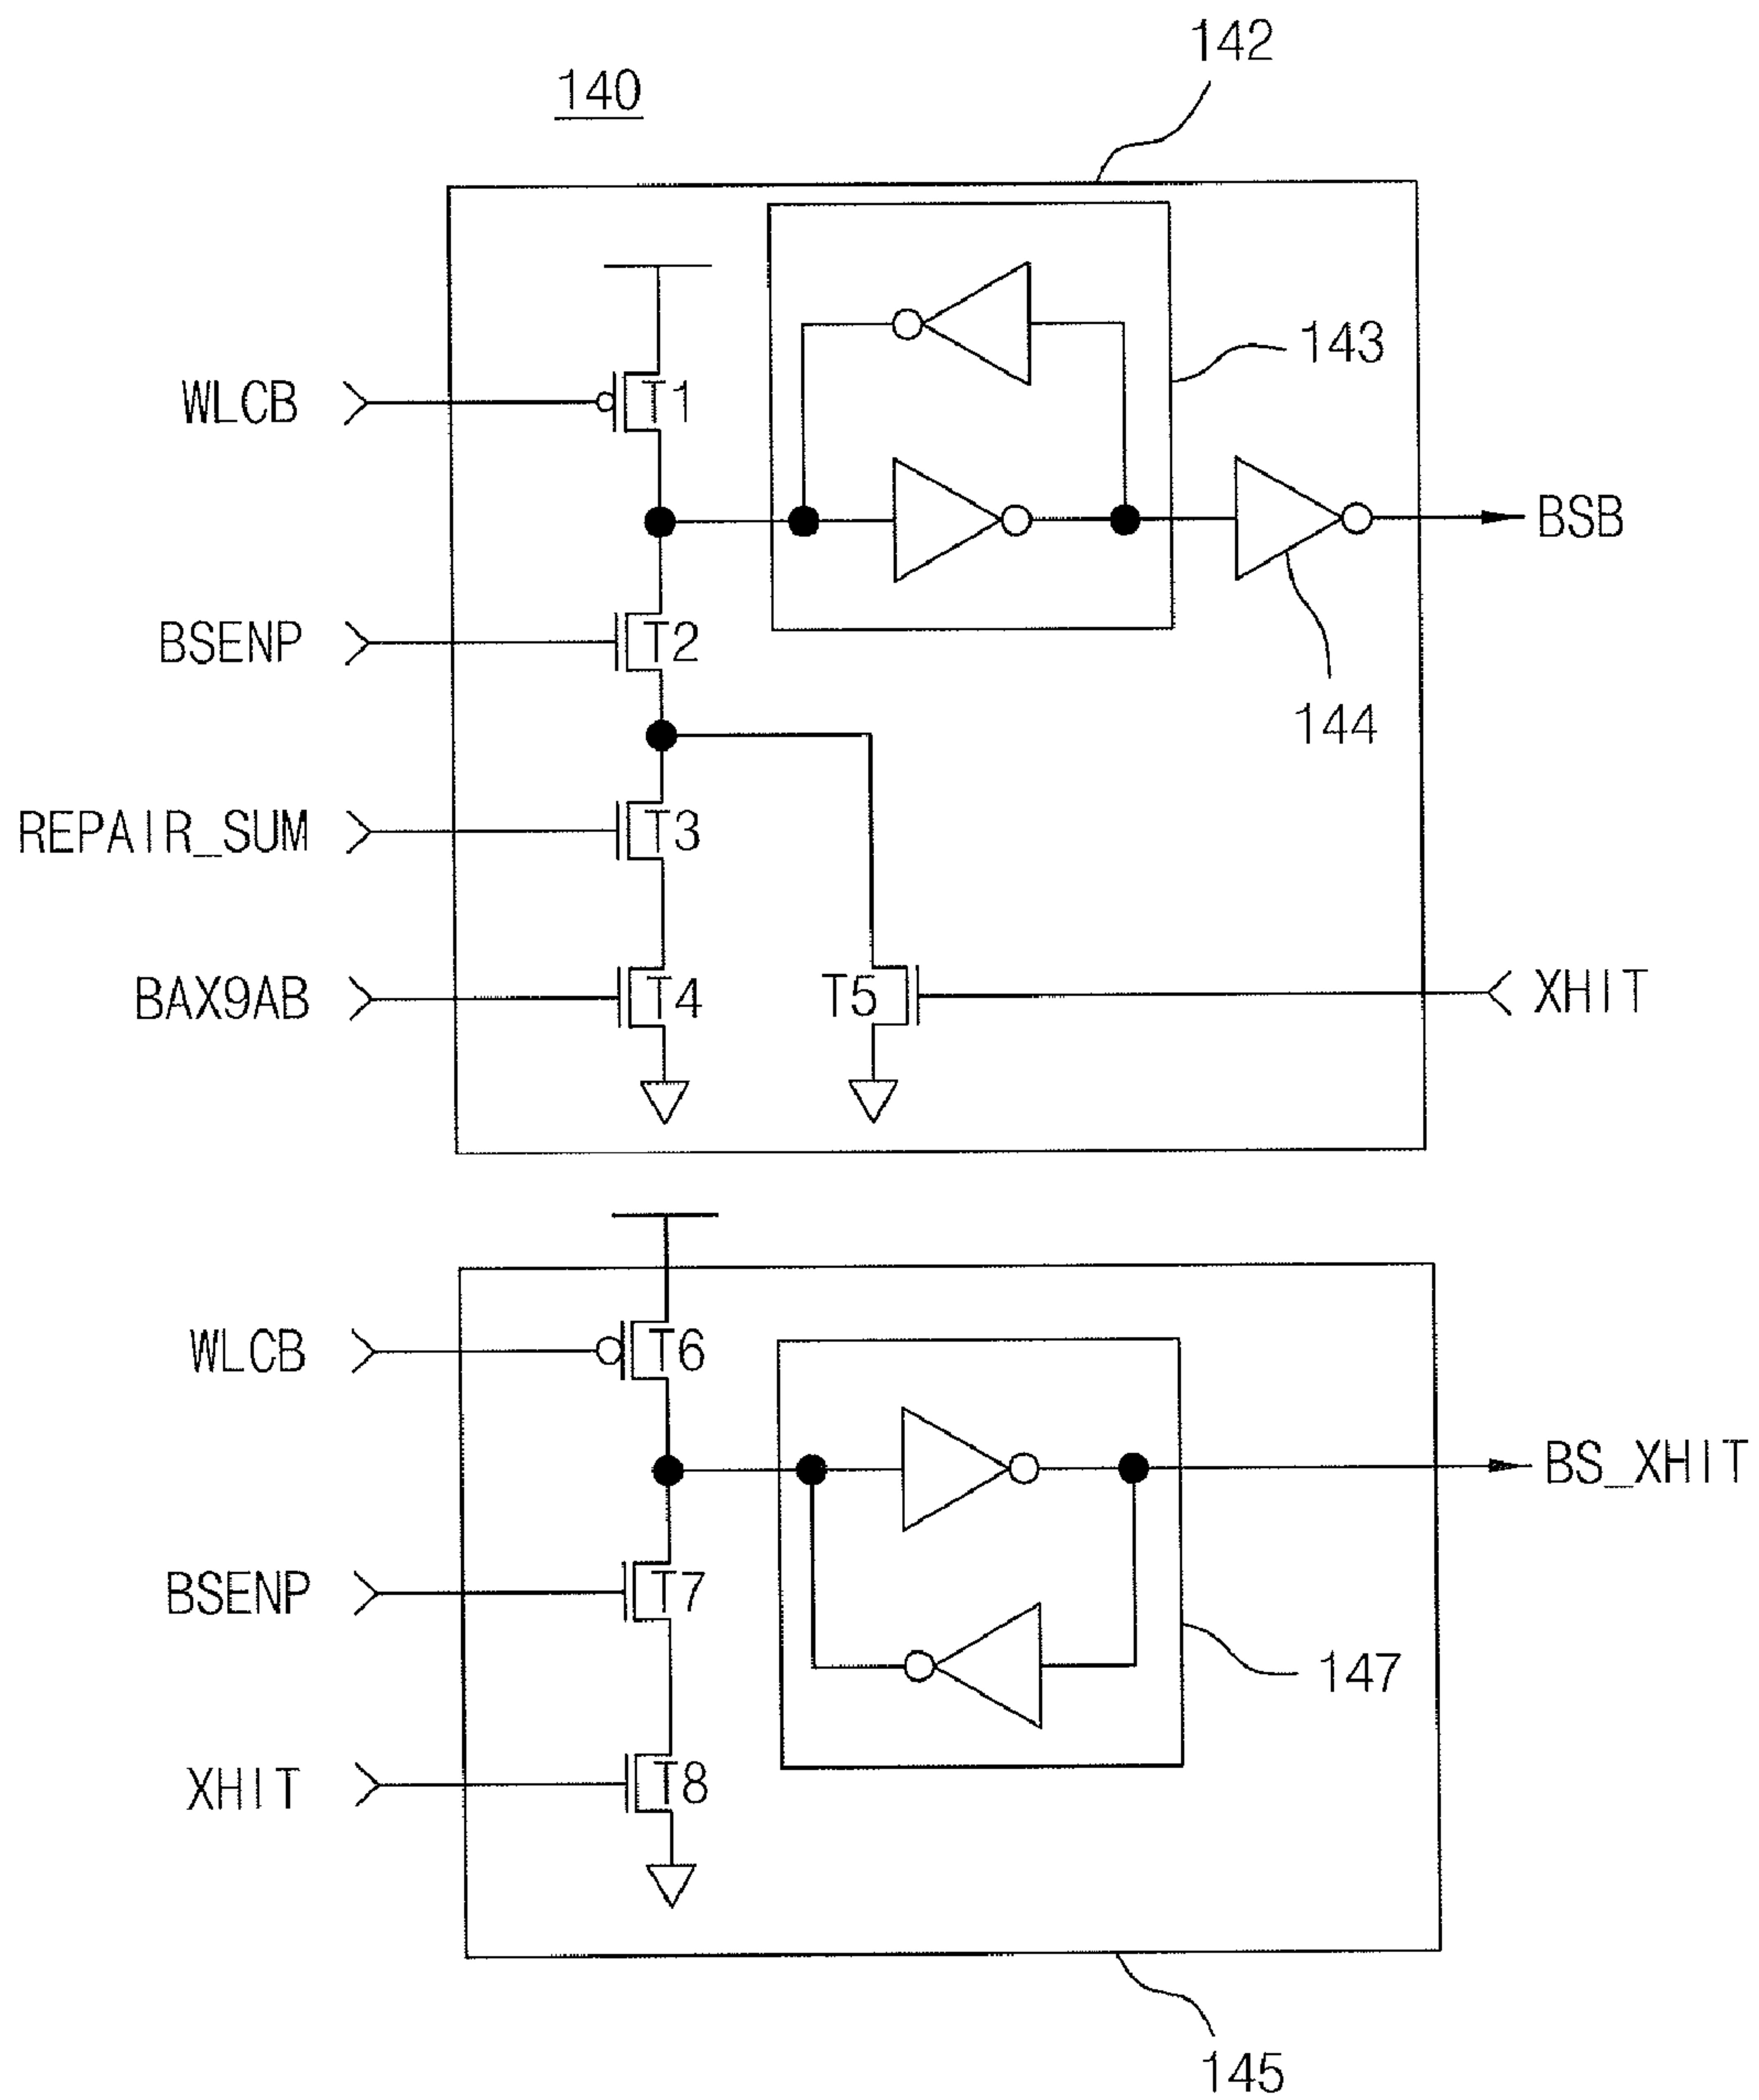 142
140
143
WLCB
T1
BSB
BSENP
T2
144
REPAIR_SUM
T3
BAX9AB
T4
T5
XHIT
WLCB
T6
BS_XHIT
BSENP
T7
147
XHIT
T8
145